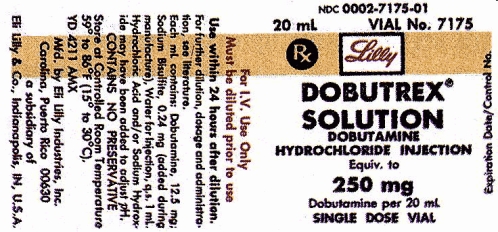 For I.V. Use Only
Must be diluted prior to use
Use within 24 hours after dilution.
For further dilution, dosage and administra-
tion, see literature.
Each mL contains: Dobutamine, 12.5 mg;
Sodium Bisulfite, 0.24 mg (added during
manufacture), Water for Injection, q.s. 1 mL.
Hydrochloric Acid and/or Sodium Hydrox-
ide may have been added to adjust pH.
CONTAINS NO PRESERVATIVE
Store at Controlled Room Temperature
59° to 86°F (15° to 30°C).
YD 4211 AMX
Mfd. by Eli Lilly Industries, Inc.
Carolina, Puerto Rico 00630
a subsidiary of
Eli Lilly & Co., Indianapolis, IN, U.S.A.
NDC 0002-7175-01
20 mL VIAL No. 7175
Rx Lilly
DOBUTREX®
SOLUTION
DOBUTAMINE
HYDROCHLORIDE INJECTION
Equiv. to
250 mg
Dobutamine per 20 mL
SINGLE DOSE VIAL
Expiration Date/Control No.